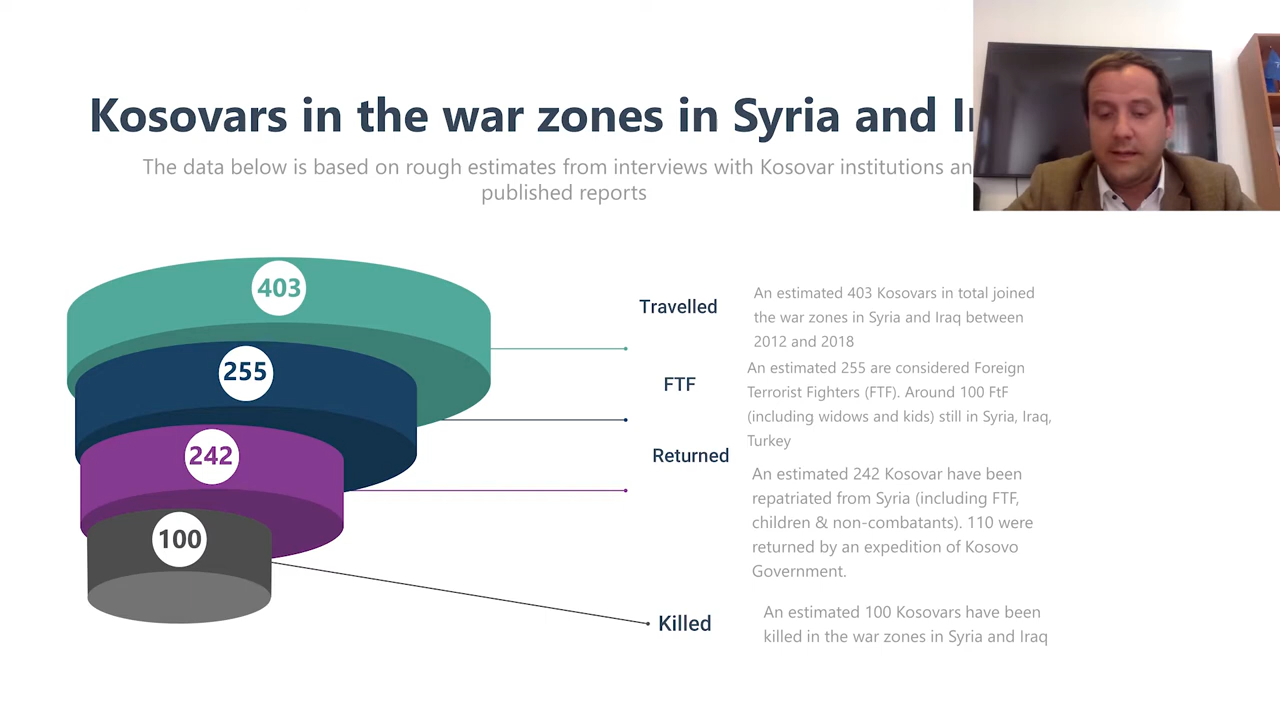 Kosovars in the war zones in Syria and
The data below is based on rough estimates from interviews with Kosovar institutions
published reports
403
Travelled
An estimated 403 Kosovars in total joined
the war zones in Syria and Iraq between
2012 and 2018
255
FTF
An estimated 255 are considered Foreign
Terrorist Fighters (FTF). Around 100 FtF
(including widows and kids) still in Syria, Iraq,
Turkey
242
Returned
An estimated 242 Kosovar have been
repatriated from Syria (including FTF,
children & non-combatants). 110 were
returned by an expedition of Kosovo
Government.
100
Killed
An estimated 100 Kosovars have been
killed in the war zones in Syria and Iraq